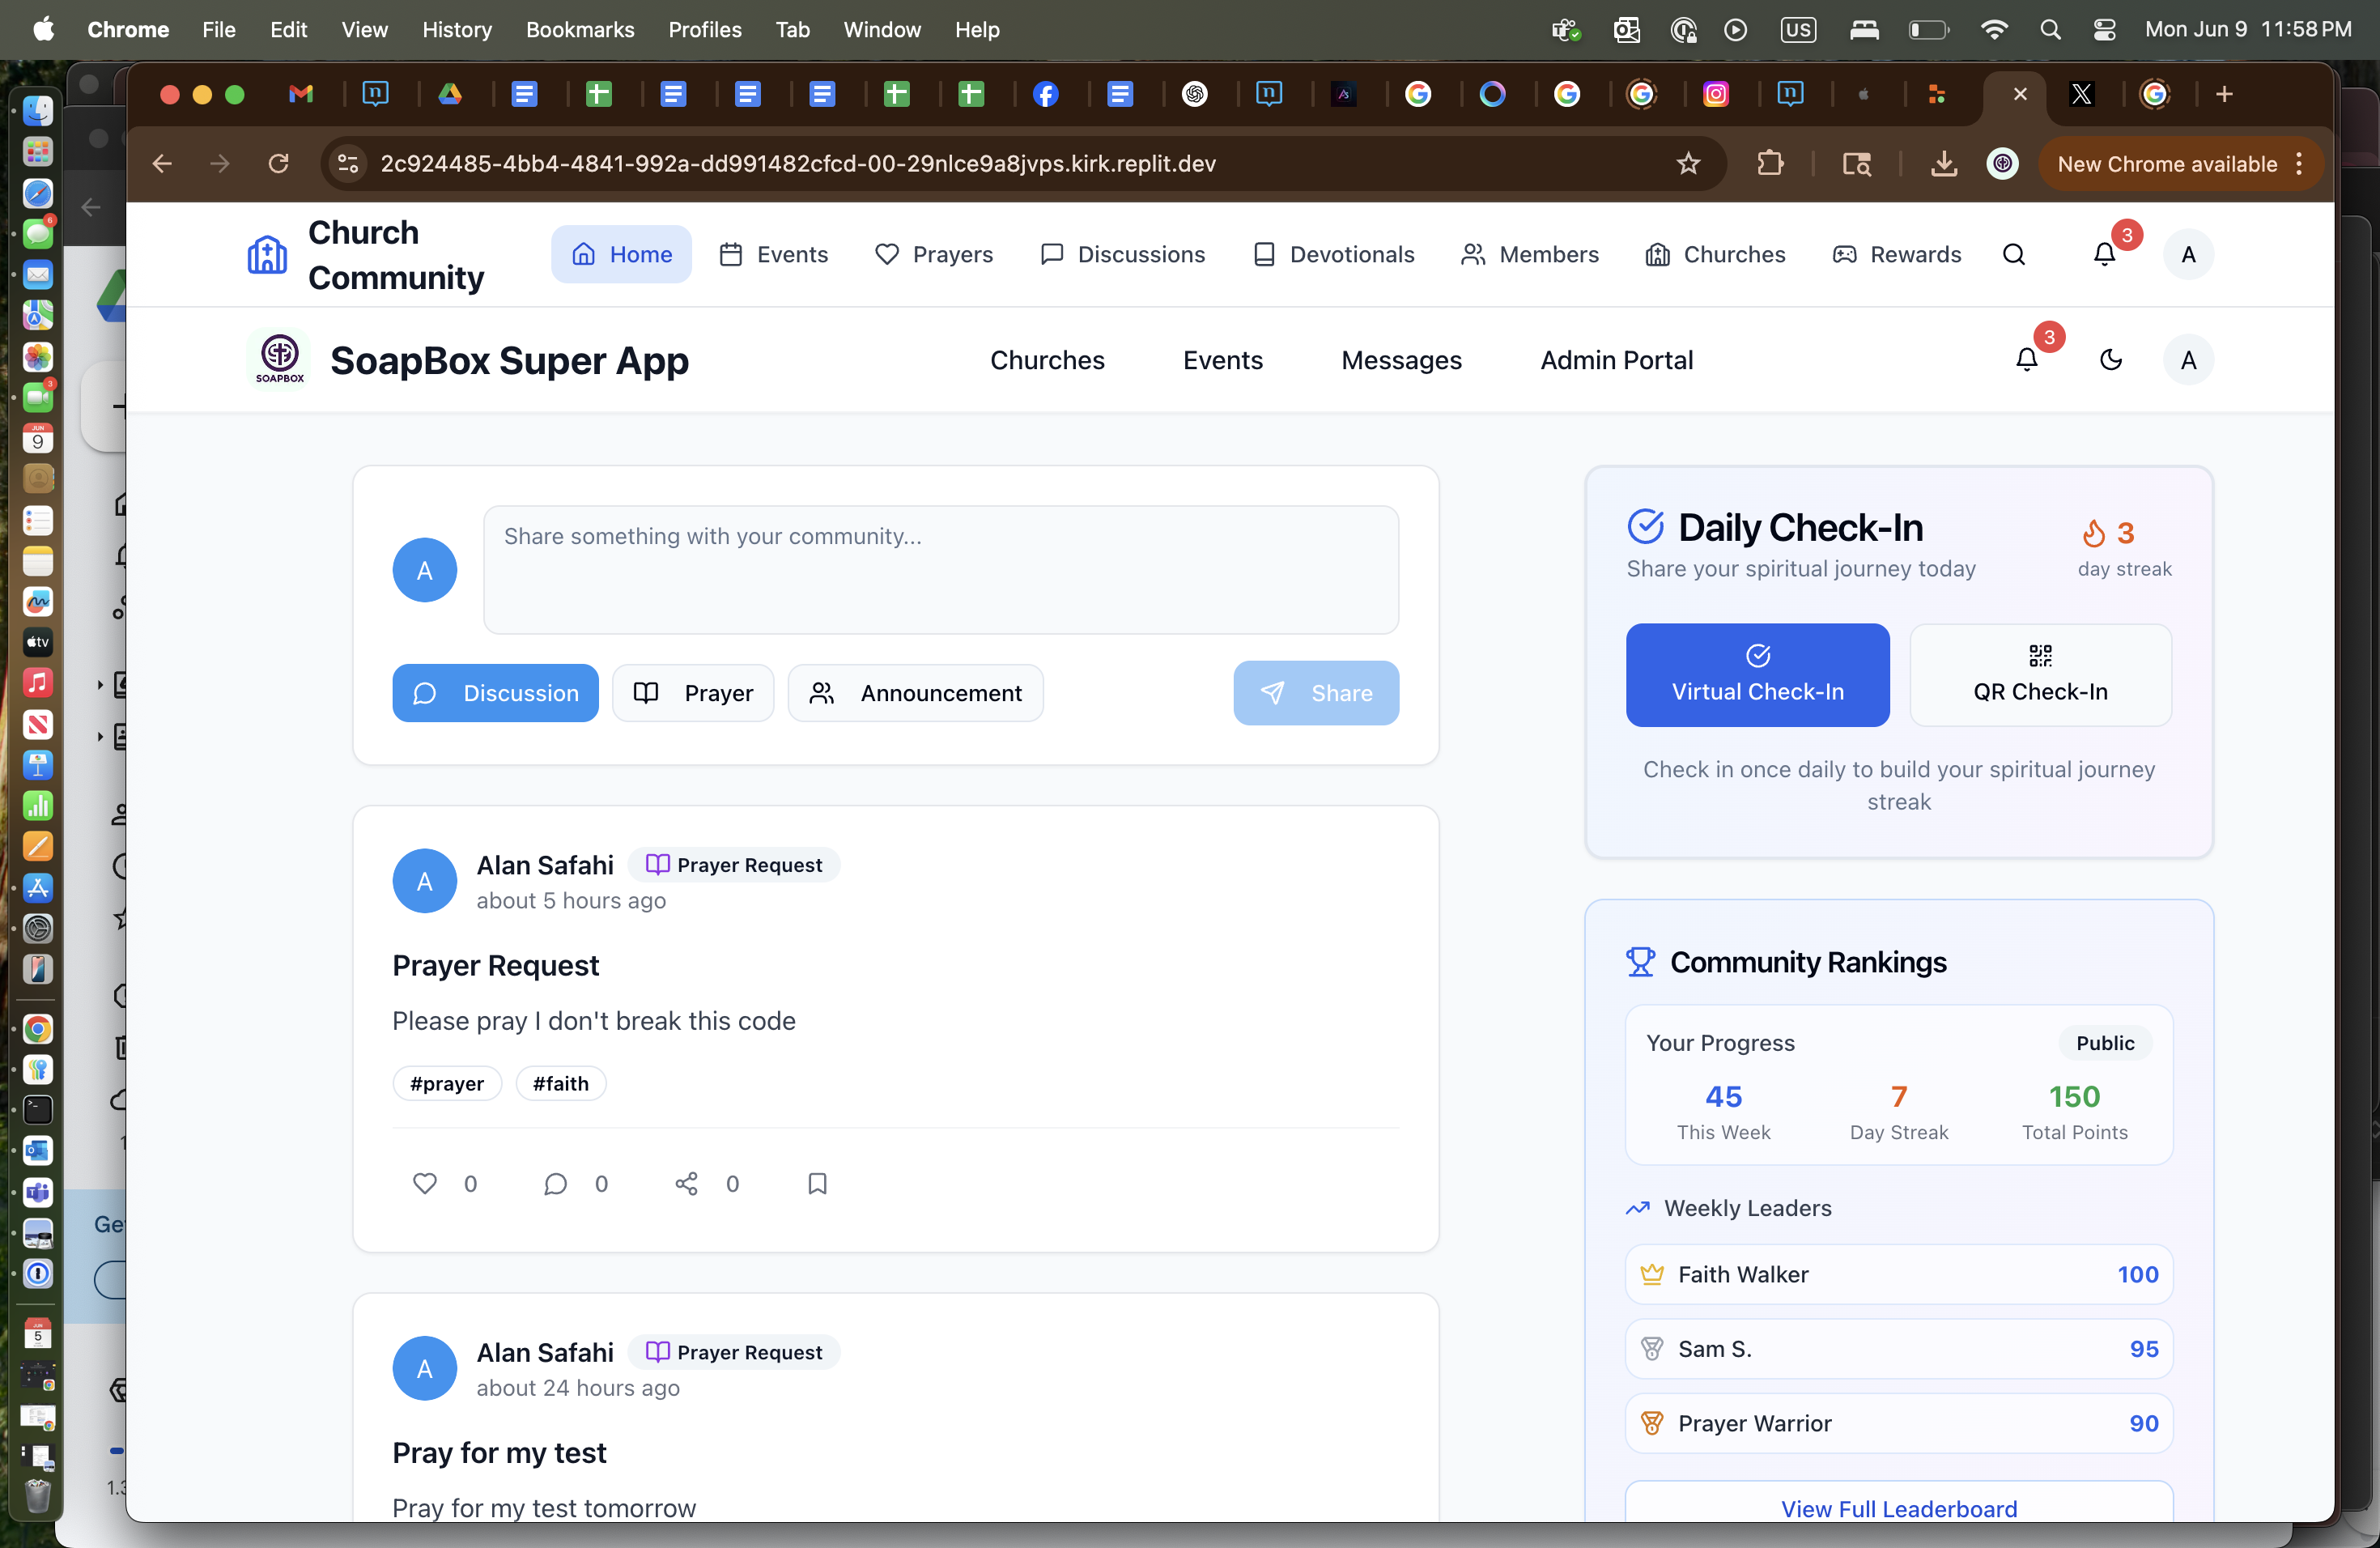 Chrome File Edit View History Bookmarks Profiles Tab Window Help US Mon Jun 9 11:58 PM
2c924485-4bb4-4841-992a-dd991482cfcd-00-29nlce9a8jvps.kirk.replit.dev New Chrome available
Church
Community
Home Events Prayers Discussions Devotionals Members Churches Rewards 3 A
SOAPBOX
SoapBox Super App Churches Events Messages Admin Portal 3 A
A
Share something with your community...
Discussion Prayer Announcement Share
A
Alan Safahi Prayer Request
about 5 hours ago
Prayer Request
Please pray I don't break this code
#prayer #faith
0 0 0
A
Alan Safahi Prayer Request
about 24 hours ago
Pray for my test
Pray for my test tomorrow
Daily Check-In 3
Share your spiritual journey today day streak
Virtual Check-In QR Check-In
Check in once daily to build your spiritual journey
streak
Community Rankings
Your Progress Public
45 7 150
This Week Day Streak Total Points
Weekly Leaders
Faith Walker 100
Sam S. 95
Prayer Warrior 90
View Full Leaderboard
6
3
JUN
9
tv
JUN
5